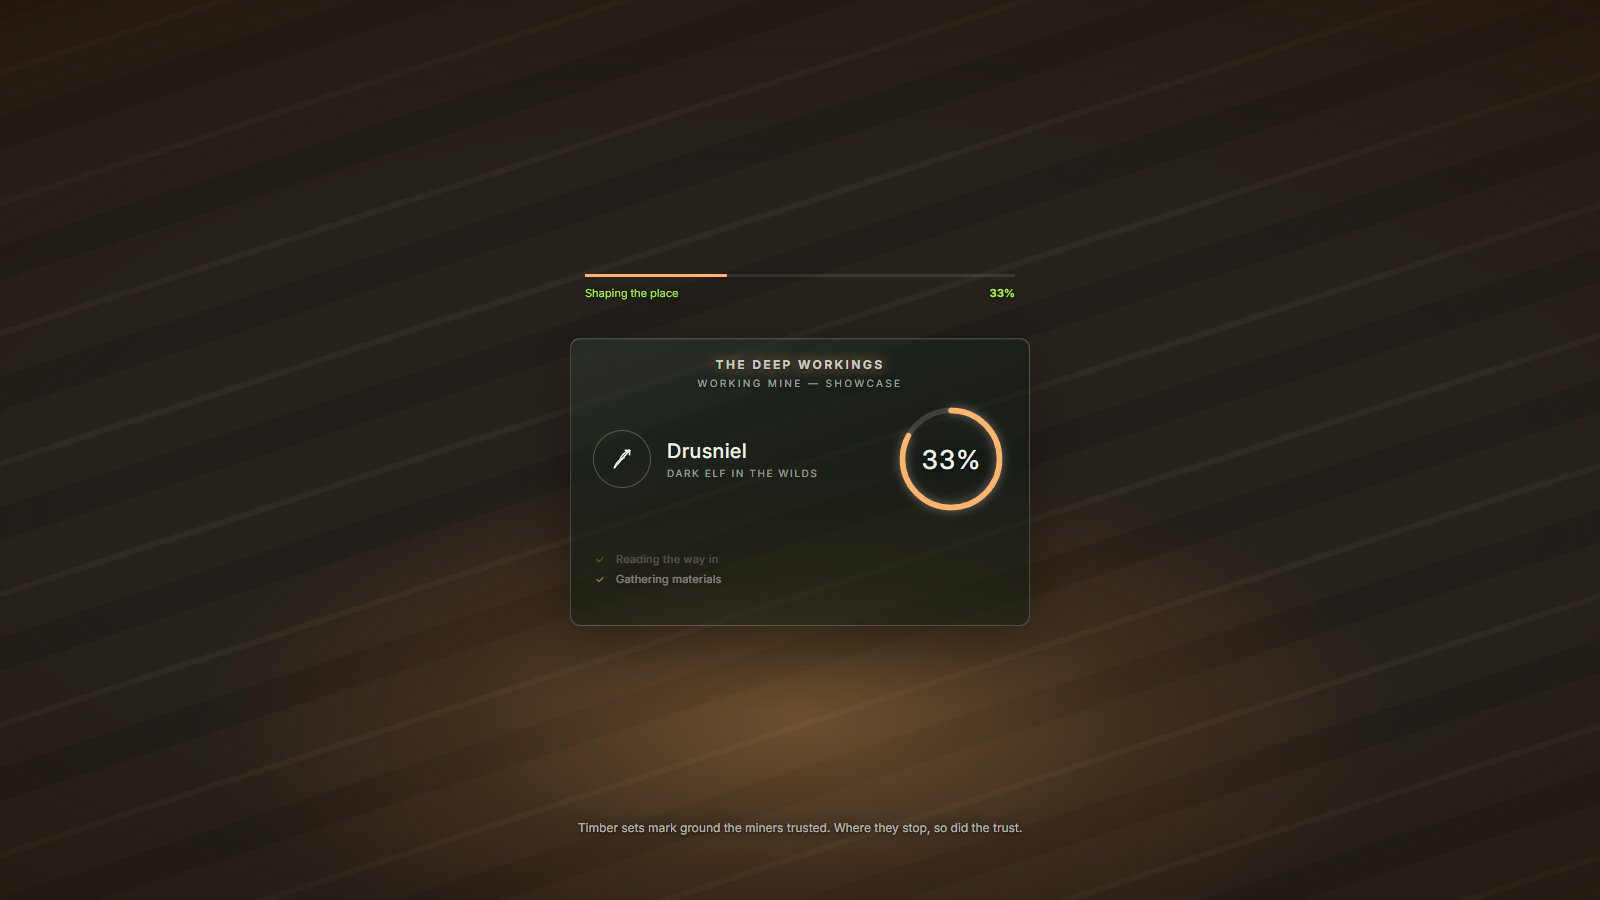 Shaping the place
33%
THE DEEP WORKINGS
WORKING MINE — SHOWCASE
Drusniel
DARK ELF IN THE WILDS
33%
Reading the way in
Gathering materials
Timber sets mark ground the miners trusted. Where they stop, so did the trust.